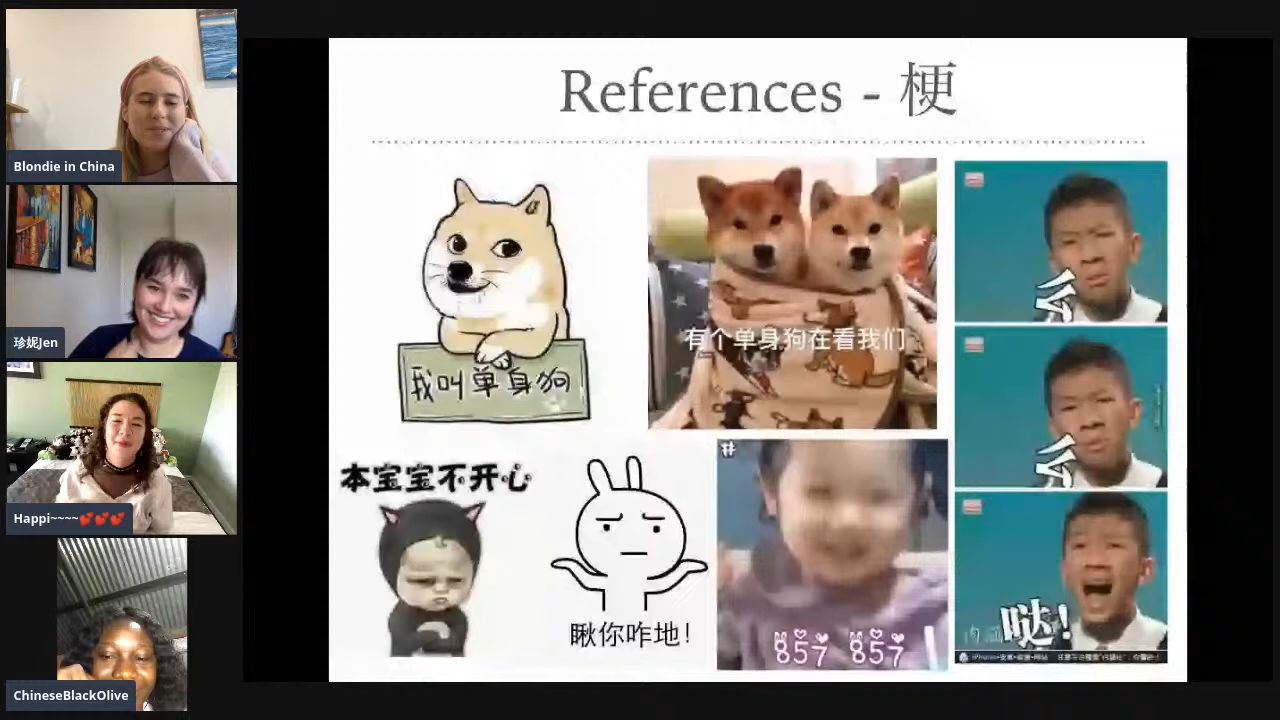 Blondie in China
珍妮Jen
Happi~~~~💕💕💕
ChineseBlackOlive
References - 梗
我叫单身狗
有个单身狗在看我们
本宝宝不开心
瞅你咋地!
#
857 857
么
么
哒!